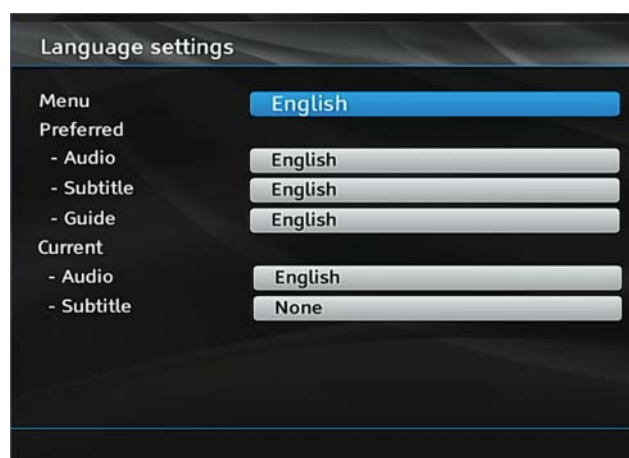 Language settings
Menu English
Preferred
- Audio English
- Subtitle English
- Guide English
Current
- Audio English
- Subtitle None